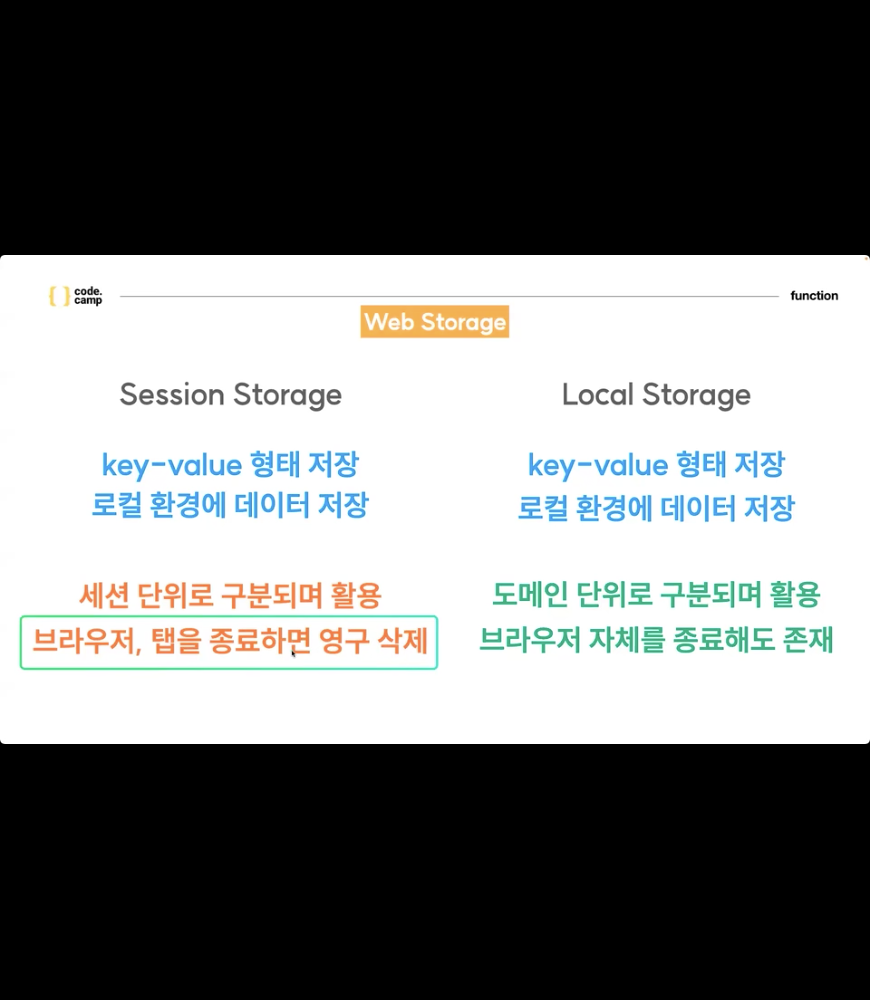 { } code.
camp
function
Web Storage
Session Storage
key-value 형태 저장
로컬 환경에 데이터 저장
세션 단위로 구분되며 활용
브라우저, 탭을 종료하면 영구 삭제
Local Storage
key-value 형태 저장
로컬 환경에 데이터 저장
도메인 단위로 구분되며 활용
브라우저 자체를 종료해도 존재